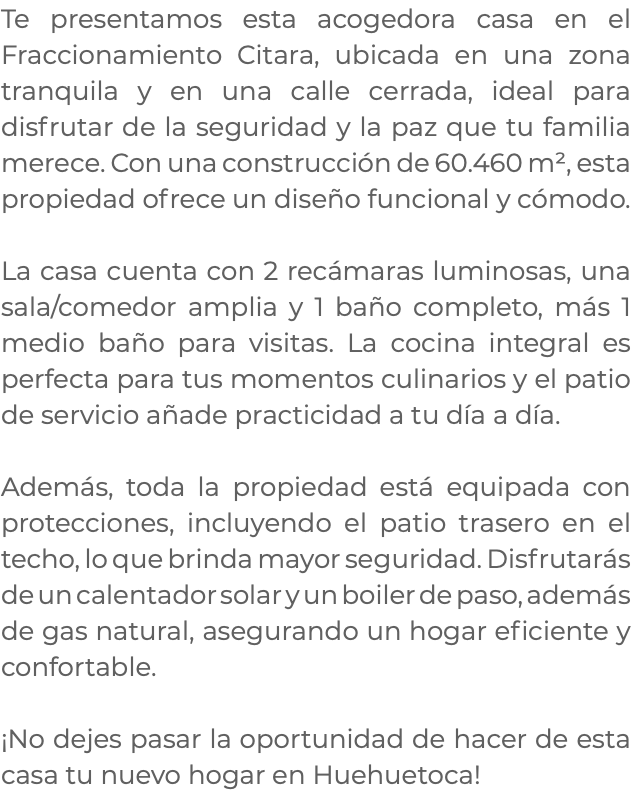 Te presentamos esta acogedora casa en el
Fraccionamiento Citara, ubicada en una zona
tranquila y en una calle cerrada, ideal para
disfrutar de la seguridad y la paz que tu familia
merece. Con una construcción de 60.460 m², esta
propiedad ofrece un diseño funcional y cómodo.
La casa cuenta con 2 recámaras luminosas, una
sala/comedor amplia y 1 baño completo, más 1
medio baño para visitas. La cocina integral es
perfecta para tus momentos culinarios y el patio
de servicio añade practicidad a tu día a día.
Además, toda la propiedad está equipada con
protecciones, incluyendo el patio trasero en el
techo, lo que brinda mayor seguridad. Disfrutarás
de un calentador solar y un boiler de paso, además
de gas natural, asegurando un hogar eficiente y
confortable.
¡No dejes pasar la oportunidad de hacer de esta
casa tu nuevo hogar en Huehuetoca!